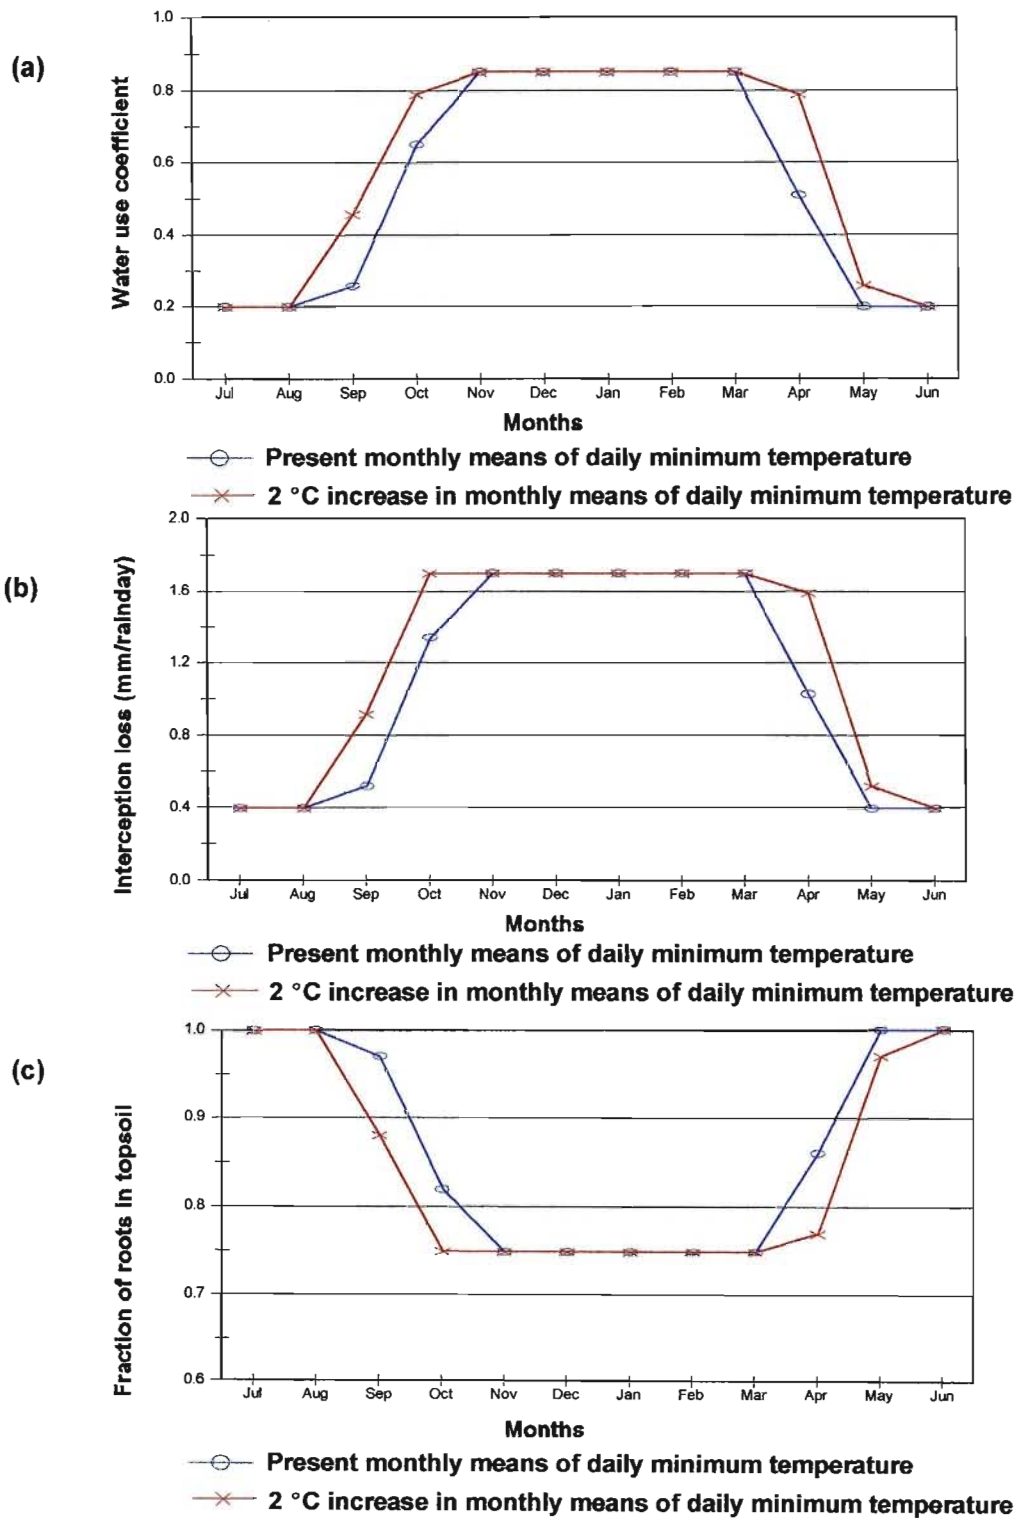 (a)
Water use coefficient
1.0
0.8
0.6
0.4
0.2
0.0
Jul Aug Sep Oct Nov Dec Jan Feb Mar Apr May Jun
Months
Present monthly means of daily minimum temperature
2 °C increase in monthly means of daily minimum temperature
(b)
Interception loss (mm/rainday)
2.0
1.6
1.2
0.8
0.4
0.0
Jul Aug Sep Oct Nov Dec Jan Feb Mar Apr May Jun
Months
Present monthly means of daily minimum temperature
2 °C increase in monthly means of daily minimum temperature
(c)
Fraction of roots in topsoil
1.0
0.9
0.8
0.7
0.6
Jul Aug Sep Oct Nov Dec Jan Feb Mar Apr May Jun
Months
Present monthly means of daily minimum temperature
2 °C increase in monthly means of daily minimum temperature